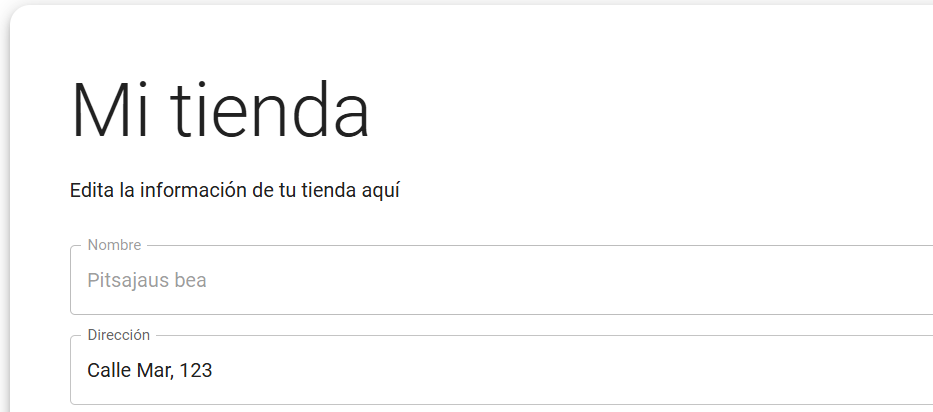 Mi tienda
Edita la información de tu tienda aquí
Nombre
Pitsajaus bea
Dirección
Calle Mar, 123